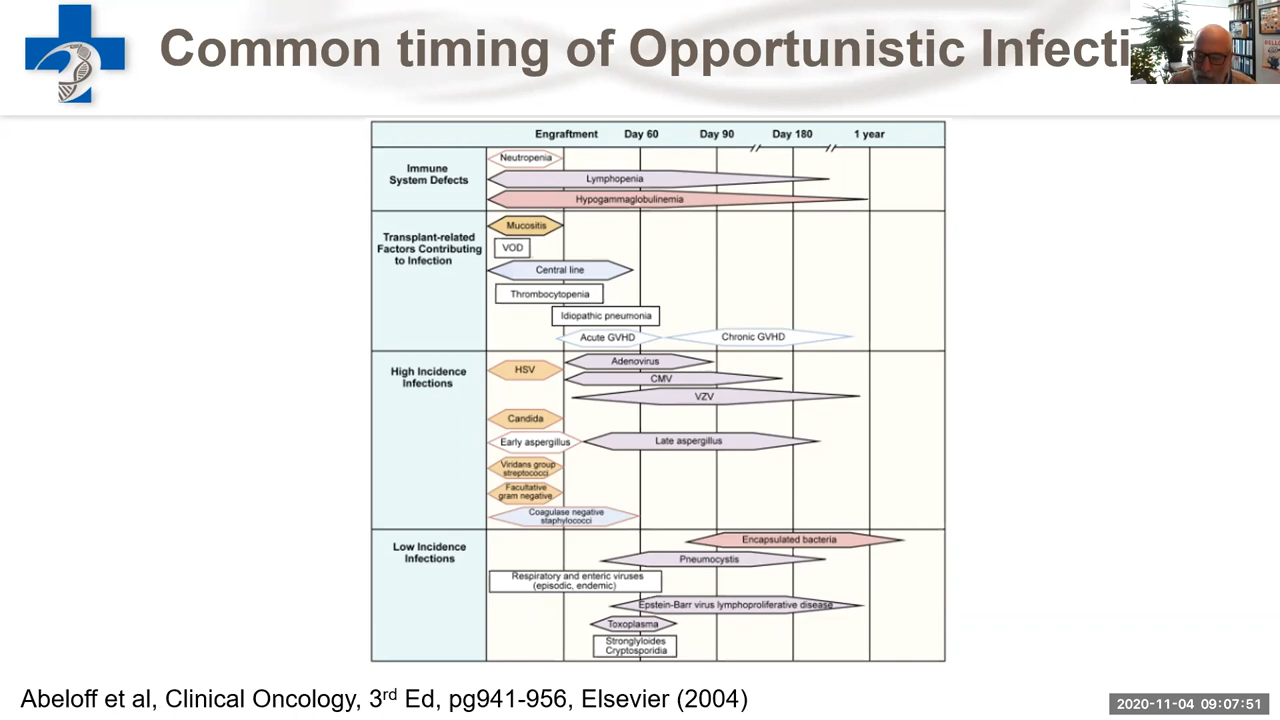 Common timing of Opportunistic Infecti
Engraftment Day 60 Day 90 Day 180 1 year
Immune
System Defects
Neutropenia
Lymphopenia
Hypogammaglobulinemia
Transplant-related
Factors Contributing
to Infection
Mucositis
VOD
Central line
Thrombocytopenia
Idiopathic pneumonia
Acute GVHD Chronic GVHD
High Incidence
Infections
HSV
Adenovirus
CMV
VZV
Candida
Early aspergillus Late aspergillus
Viridans group
streptococci
Facultative
gram negative
Coagulase negative
staphylococci
Low Incidence
Infections
Encapsulated bacteria
Pneumocystis
Respiratory and enteric viruses
(episodic, endemic)
Epstein-Barr virus lymphoproliferative disease
Toxoplasma
Stronglyloides
Cryptosporidia
Abeloff et al, Clinical Oncology, 3rd Ed, pg941-956, Elsevier (2004)
2020-11-04 09:07:51